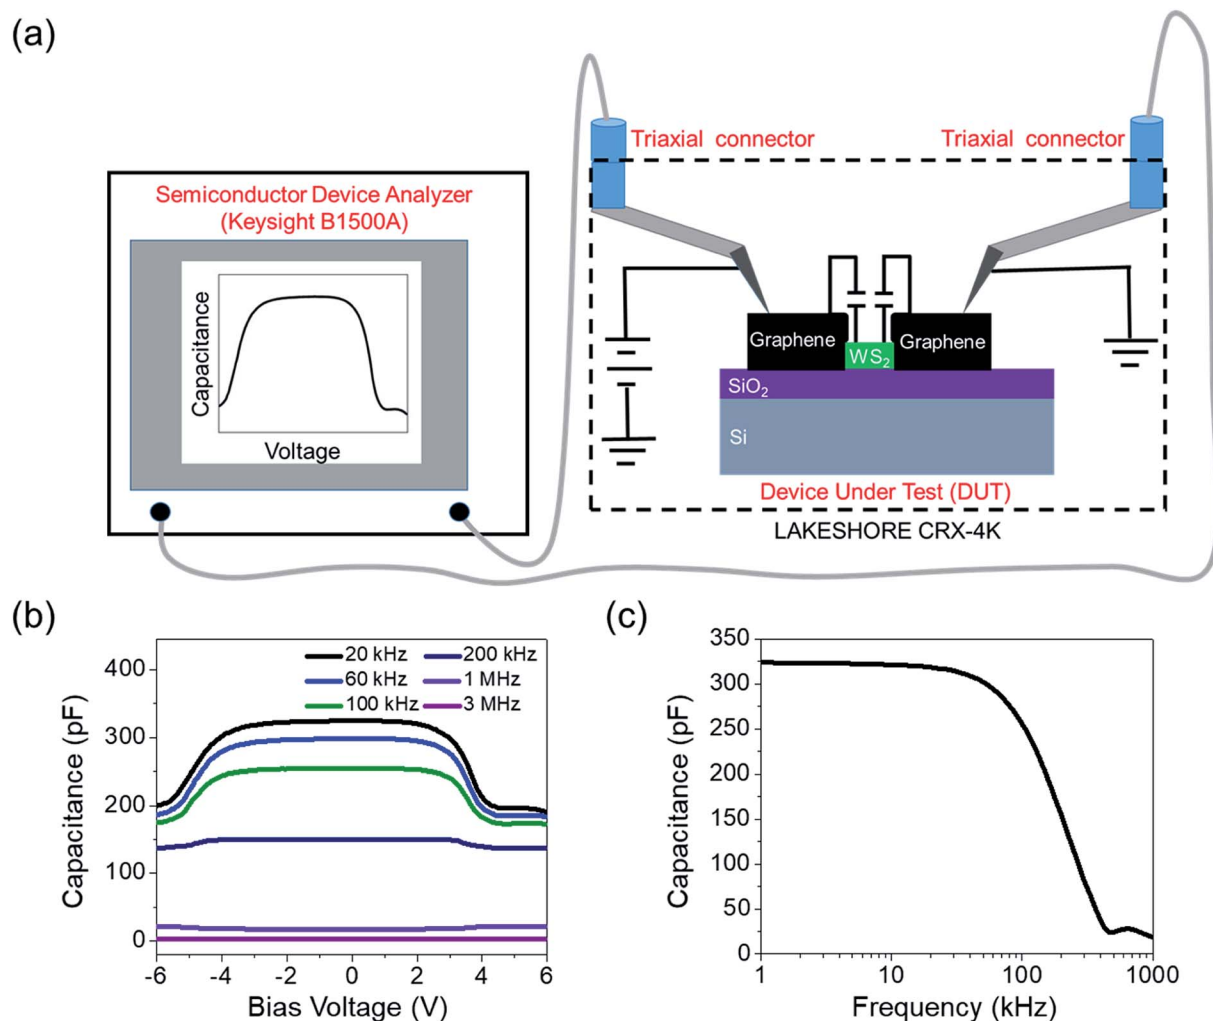 (a)
Triaxial connector
Triaxial connector
Semiconductor Device Analyzer
(Keysight B1500A)
Capacitance
Voltage
Graphene
WS₂
Graphene
SiO₂
Si
Device Under Test (DUT)
LAKESHORE CRX-4K
(b)
20 kHz
200 kHz
60 kHz
1 MHz
100 kHz
3 MHz
Capacitance (pF)
400
300
200
100
0
-6 -4 -2 0 2 4 6
Bias Voltage (V)
(c)
Capacitance (pF)
350
300
250
200
150
100
50
0
1 10 100 1000
Frequency (kHz)